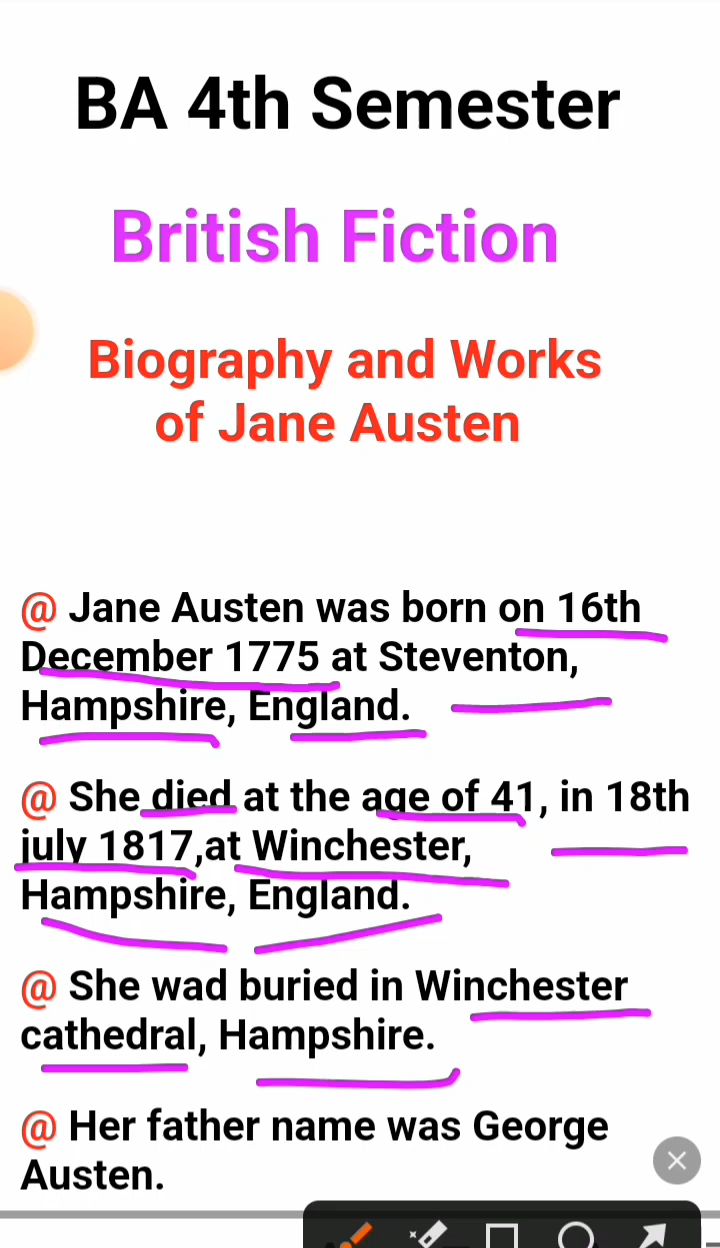 BA 4th Semester
British Fiction
Biography and Works
of Jane Austen
@ Jane Austen was born on 16th
December 1775 at Steventon,
Hampshire, England.
@ She died at the age of 41, in 18th
july 1817,at Winchester,
Hampshire, England.
@ She wad buried in Winchester
cathedral, Hampshire.
@ Her father name was George
Austen.